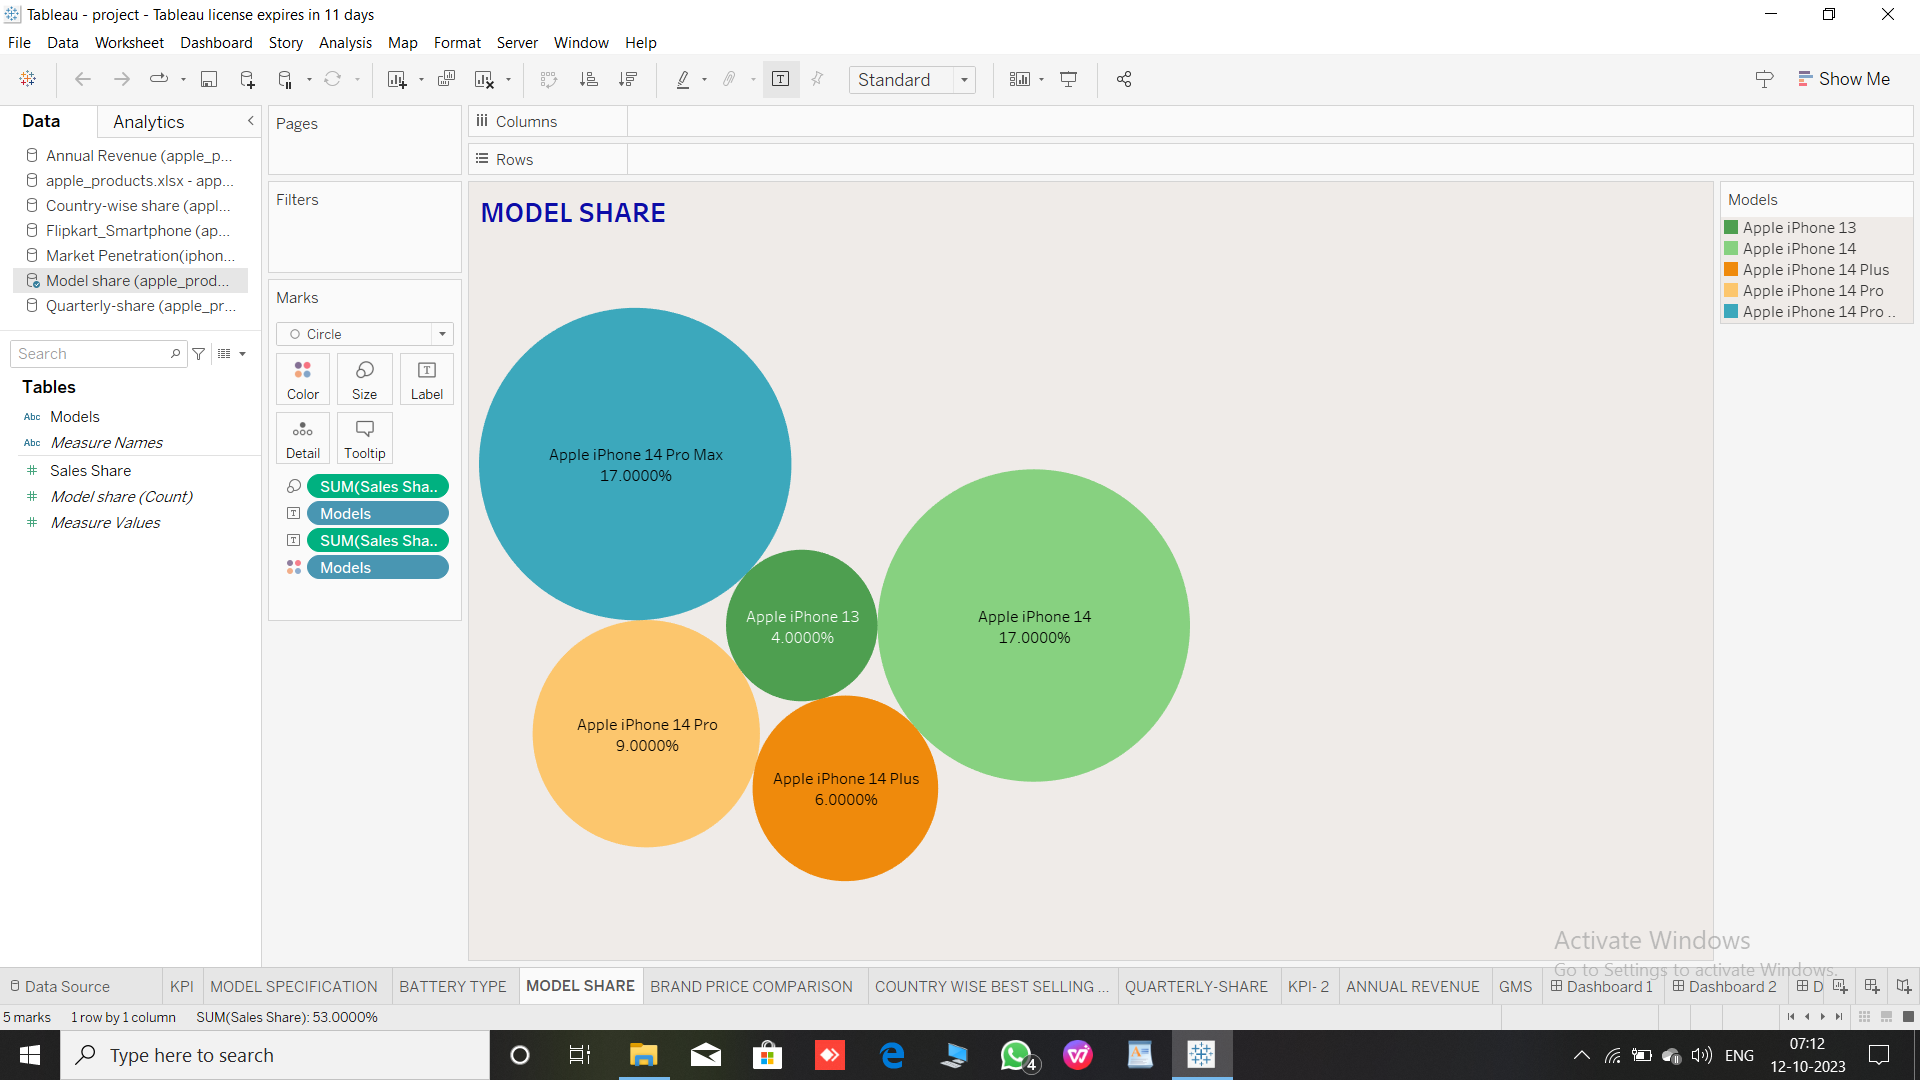 Tableau - project - Tableau license expires in 11 days
File Data Worksheet Dashboard Story Analysis Map Format Server Window Help
Standard
Show Me
Data Analytics
Annual Revenue (apple_p...
apple_products.xlsx - app...
Country-wise share (appl...
Flipkart_Smartphone (ap...
Market Penetration(iphon...
Model share (apple_prod...
Quarterly-share (apple_pr...
Search
Tables
Abc Models
Abc Measure Names
Sales Share
Model share (Count)
Measure Values
Pages
Filters
Marks
Circle
Color Size Label
Detail Tooltip
SUM(Sales Sha..
Models
SUM(Sales Sha..
Models
Columns
Rows
MODEL SHARE
Apple iPhone 14 Pro Max
17.0000%
Apple iPhone 13
4.0000%
Apple iPhone 14
17.0000%
Apple iPhone 14 Pro
9.0000%
Apple iPhone 14 Plus
6.0000%
Models
Apple iPhone 13
Apple iPhone 14
Apple iPhone 14 Plus
Apple iPhone 14 Pro
Apple iPhone 14 Pro ..
Activate Windows
Go to Settings to activate Windows.
Data Source KPI MODEL SPECIFICATION BATTERY TYPE MODEL SHARE BRAND PRICE COMPARISON COUNTRY WISE BEST SELLING ... QUARTERLY-SHARE KPI- 2 ANNUAL REVENUE GMS Dashboard 1 Dashboard 2 D
5 marks 1 row by 1 column SUM(Sales Share): 53.0000%
Type here to search
4
ENG
07:12
12-10-2023